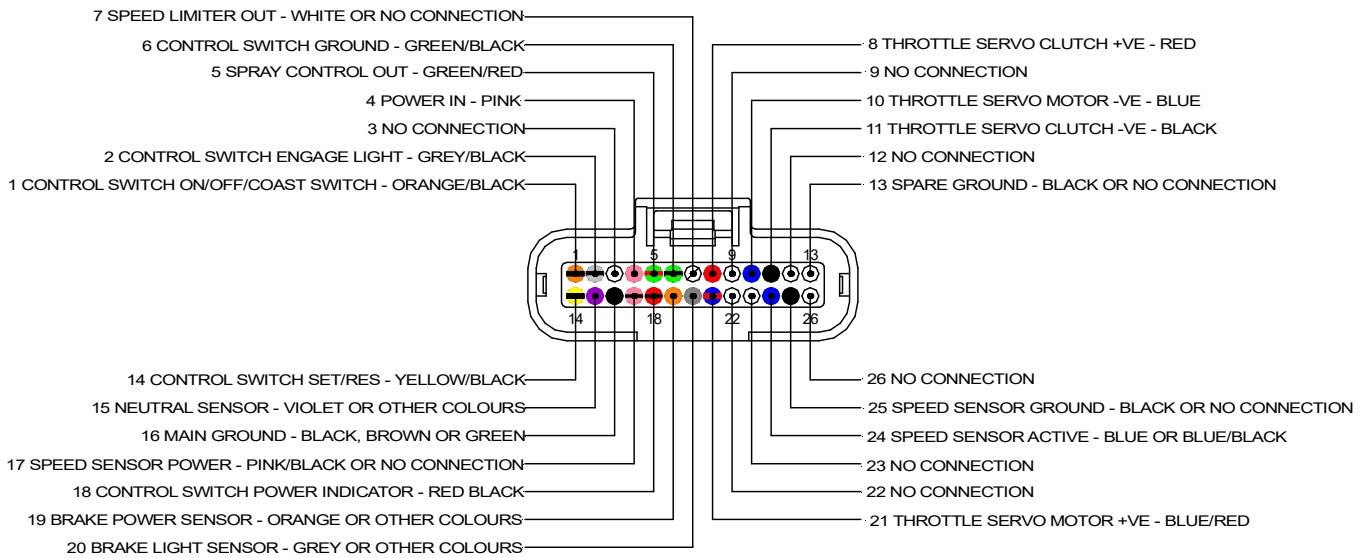 7 SPEED LIMITER OUT - WHITE OR NO CONNECTION
6 CONTROL SWITCH GROUND - GREEN/BLACK
5 SPRAY CONTROL OUT - GREEN/RED
4 POWER IN - PINK
3 NO CONNECTION
2 CONTROL SWITCH ENGAGE LIGHT - GREY/BLACK
1 CONTROL SWITCH ON/OFF/COAST SWITCH - ORANGE/BLACK
8 THROTTLE SERVO CLUTCH +VE - RED
9 NO CONNECTION
10 THROTTLE SERVO MOTOR -VE - BLUE
11 THROTTLE SERVO CLUTCH -VE - BLACK
12 NO CONNECTION
13 SPARE GROUND - BLACK OR NO CONNECTION
1 5 9 13
14 18 22 26
14 CONTROL SWITCH SET/RES - YELLOW/BLACK
15 NEUTRAL SENSOR - VIOLET OR OTHER COLOURS
16 MAIN GROUND - BLACK, BROWN OR GREEN
17 SPEED SENSOR POWER - PINK/BLACK OR NO CONNECTION
18 CONTROL SWITCH POWER INDICATOR - RED BLACK
19 BRAKE POWER SENSOR - ORANGE OR OTHER COLOURS
20 BRAKE LIGHT SENSOR - GREY OR OTHER COLOURS
26 NO CONNECTION
25 SPEED SENSOR GROUND - BLACK OR NO CONNECTION
24 SPEED SENSOR ACTIVE - BLUE OR BLUE/BLACK
23 NO CONNECTION
22 NO CONNECTION
21 THROTTLE SERVO MOTOR +VE - BLUE/RED